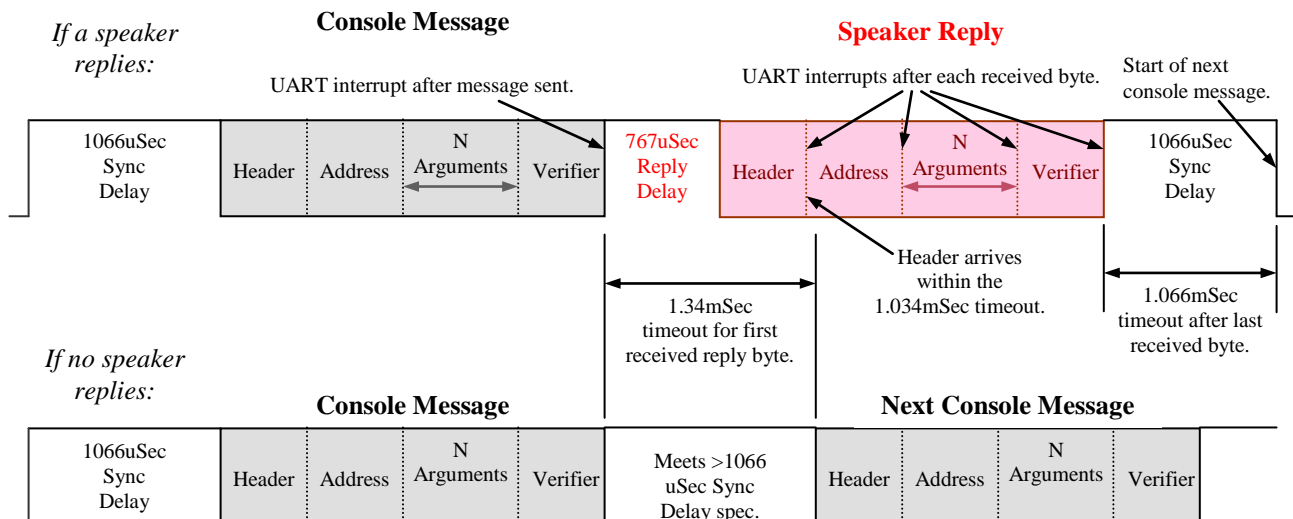 If a speaker
replies:
Console Message
Speaker Reply
UART interrupt after message sent.
UART interrupts after each received byte.
Start of next
console message.
1066uSec
Sync
Delay
Header
Address
N
Arguments
Verifier
767uSec
Reply
Delay
Header
Address
N
Arguments
Verifier
1066uSec
Sync
Delay
Header arrives
within the
1.034mSec timeout.
1.34mSec
timeout for first
received reply byte.
1.066mSec
timeout after last
received byte.
If no speaker
replies:
Console Message
Next Console Message
1066uSec
Sync
Delay
Header
Address
N
Arguments
Verifier
Meets >1066
uSec Sync
Delay spec.
Header
Address
N
Arguments
Verifier